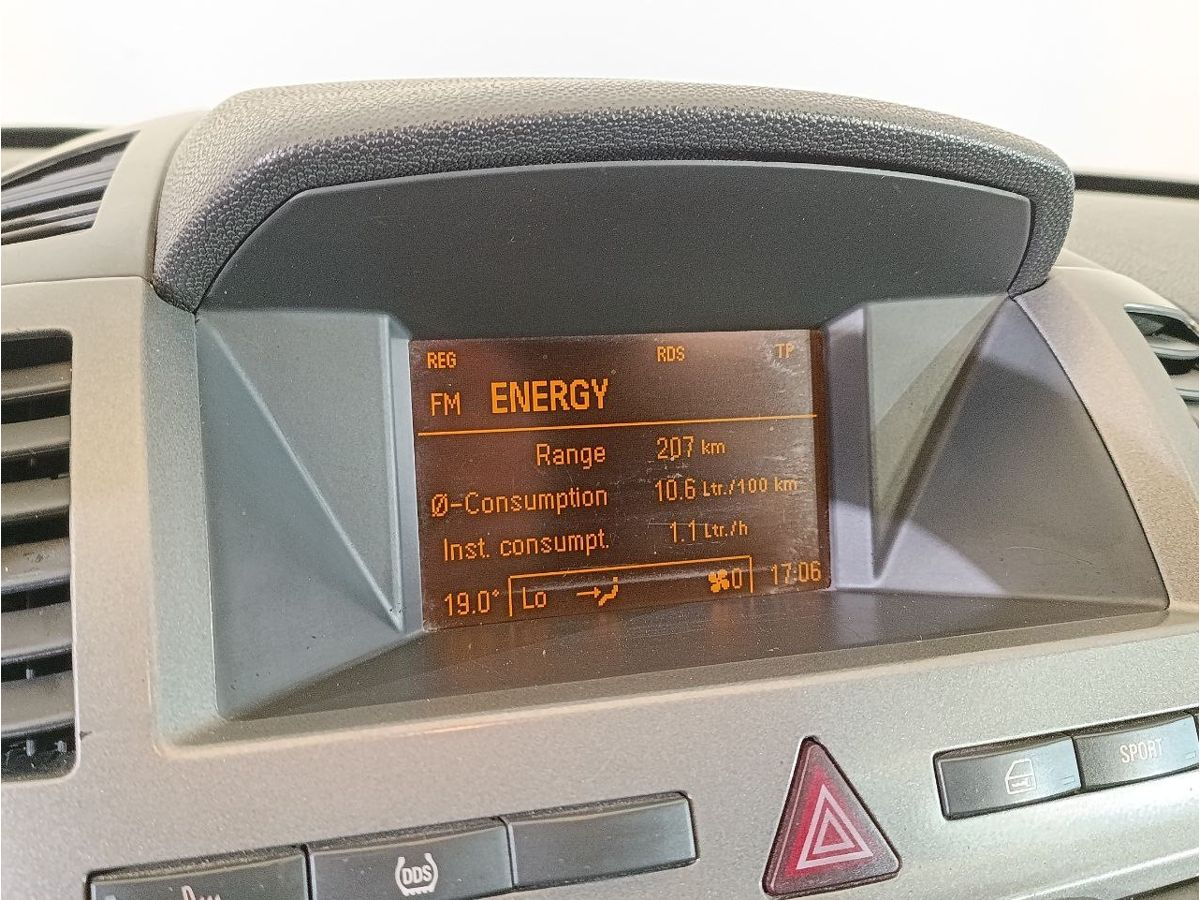 REG RDS TP
FM ENERGY
Range 207 km
Ø-Consumption 10.6 Ltr./100 km
Inst. consumpt. 1.1 Ltr./h
19.0° Lo 0 17:06
SPORT
DDS